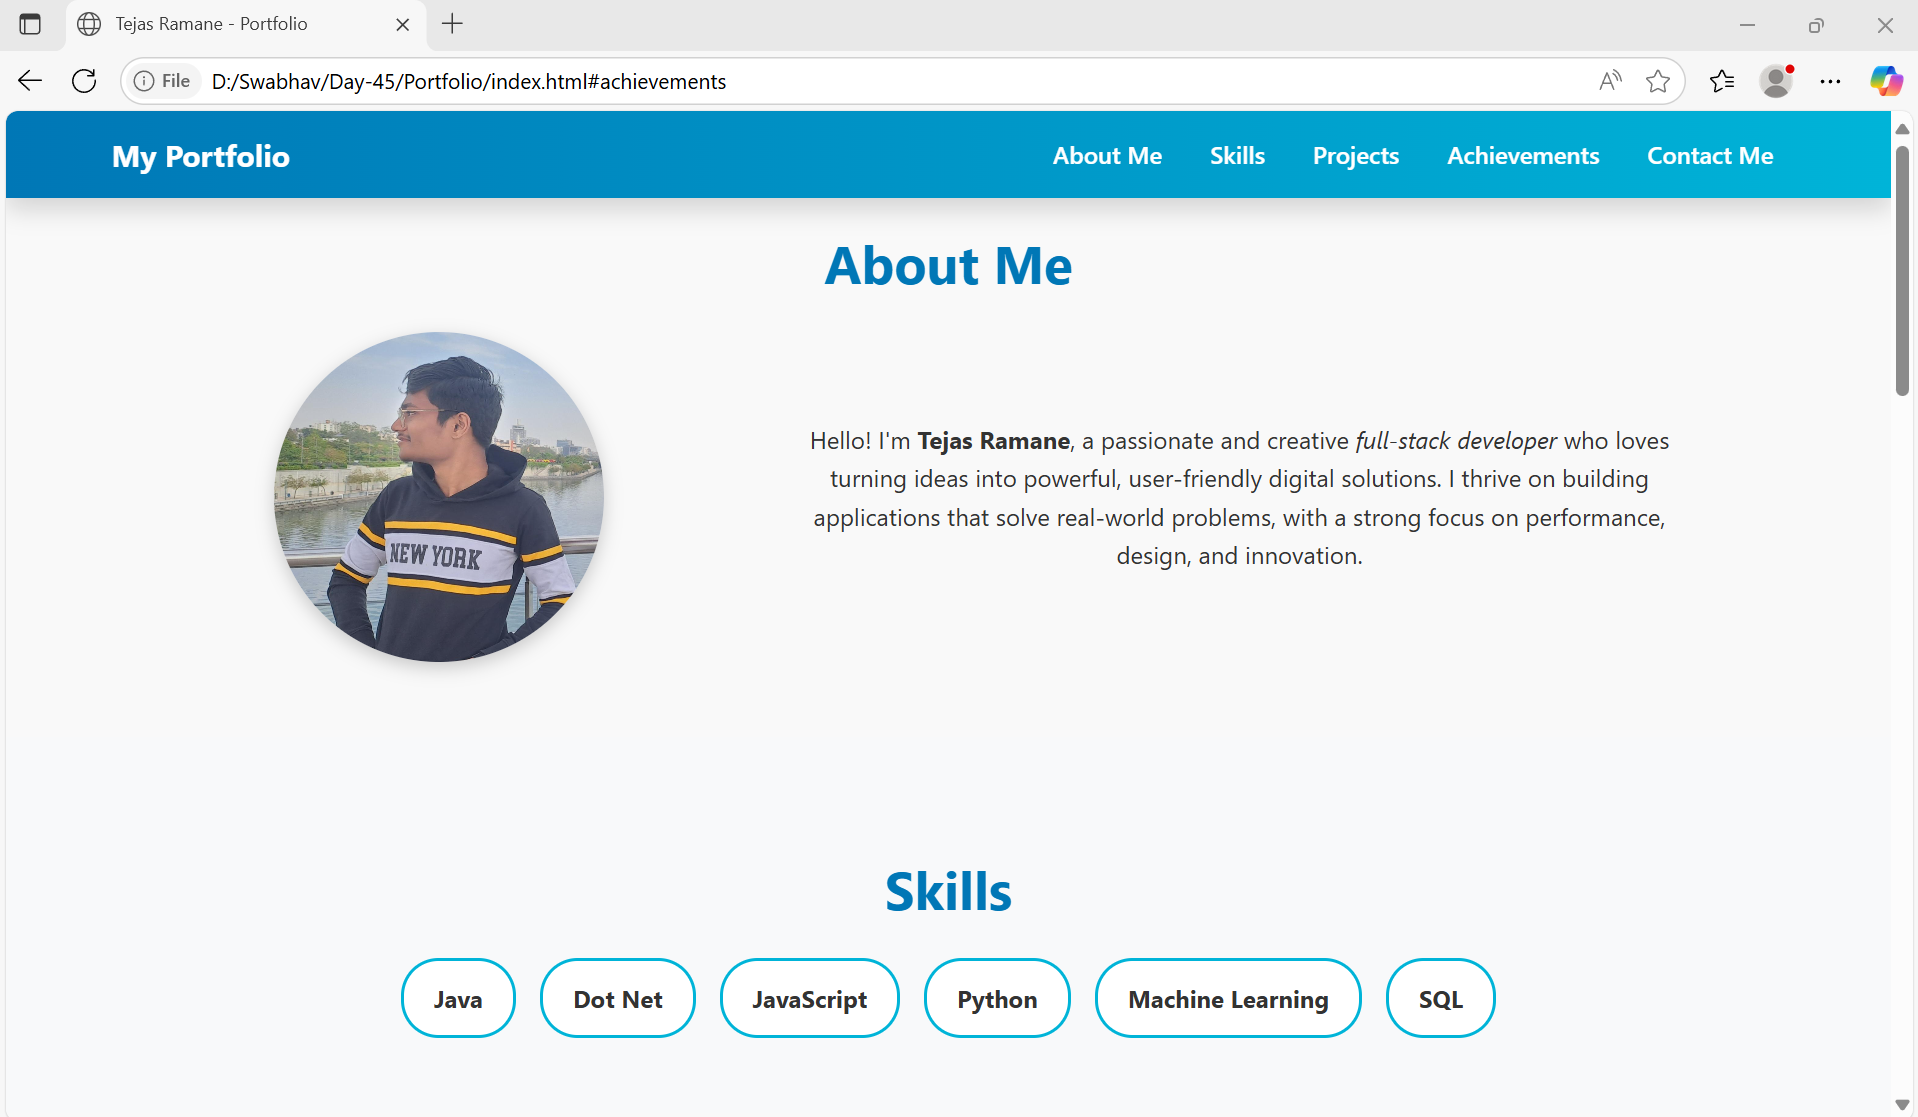 Tejas Ramane - Portfolio
File D:/Swabhav/Day-45/Portfolio/index.html#achievements
My Portfolio About Me Skills Projects Achievements Contact Me
About Me
NEW YORK
Hello! I'm Tejas Ramane, a passionate and creative full-stack developer who loves
turning ideas into powerful, user-friendly digital solutions. I thrive on building
applications that solve real-world problems, with a strong focus on performance,
design, and innovation.
Skills
Java Dot Net JavaScript Python Machine Learning SQL